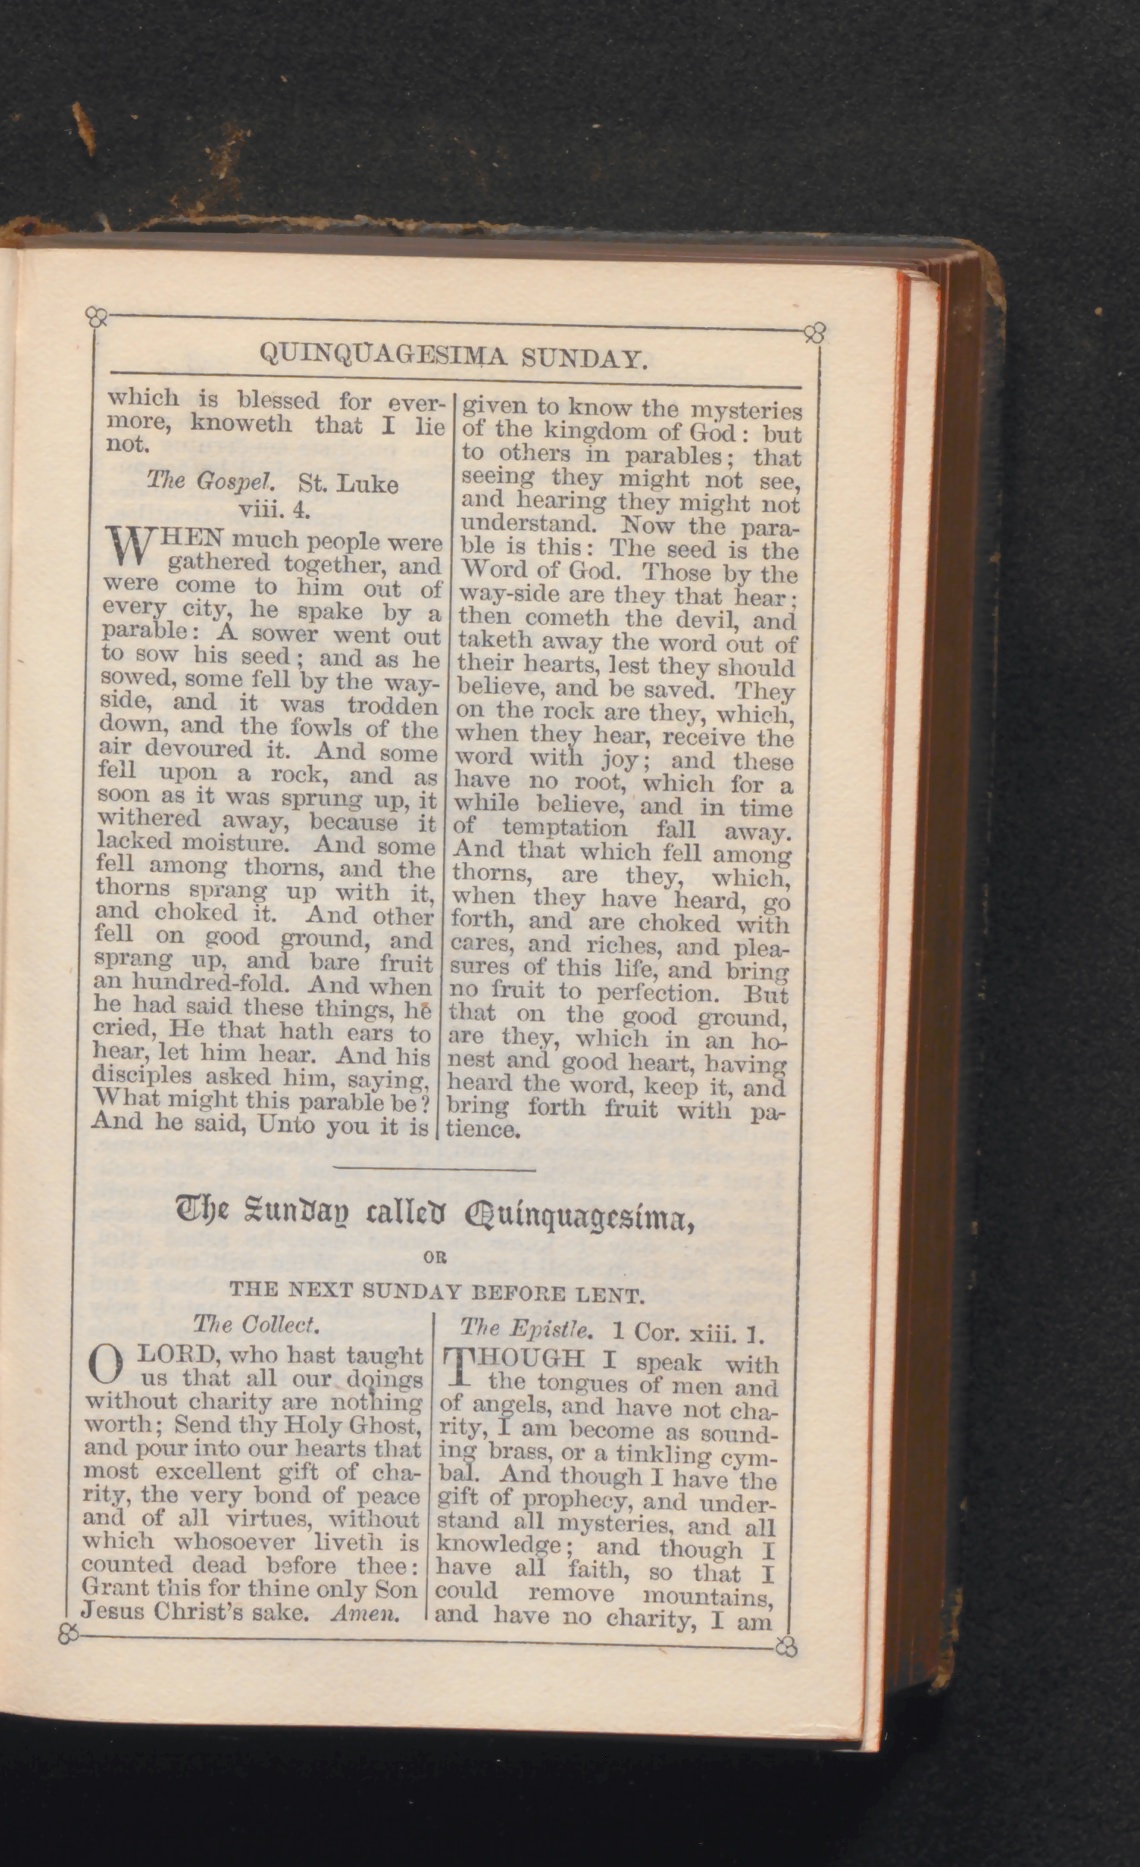 QUINQUAGESIMA SUNDAY.
which is blessed for ever-
more, knoweth that I lie
not.
The Gospel. St. Luke
viii. 4.
WHEN much people were
gathered together, and
were come to him out of
every city, he spake by a
parable: A sower went out
to sow his seed; and as he
sowed, some fell by the way-
side, and it was trodden
down, and the fowls of the
air devoured it. And some
fell upon a rock, and as
soon as it was sprung up, it
withered away, because it
lacked moisture. And some
fell among thorns, and the
thorns sprang up with it,
and choked it. And other
fell on good ground, and
sprang up, and bare fruit
an hundred-fold. And when
he had said these things, he
cried, He that hath ears to
hear, let him hear. And his
disciples asked him, saying,
What might this parable be?
And he said, Unto you it is
given to know the mysteries
of the kingdom of God: but
to others in parables; that
seeing they might not see,
and hearing they might not
understand. Now the para-
ble is this: The seed is the
Word of God. Those by the
way-side are they that hear;
then cometh the devil, and
taketh away the word out of
their hearts, lest they should
believe, and be saved. They
on the rock are they, which,
when they hear, receive the
word with joy; and these
have no root, which for a
while believe, and in time
of temptation fall away.
And that which fell among
thorns, are they, which,
when they have heard, go
forth, and are choked with
cares, and riches, and plea-
sures of this life, and bring
no fruit to perfection. But
that on the good ground,
are they, which in an ho-
nest and good heart, having
heard the word, keep it, and
bring forth fruit with pa-
tience.
The Sunday called Quinquagesima,
OR
THE NEXT SUNDAY BEFORE LENT.
The Collect.
O LORD, who hast taught
us that all our doings
without charity are nothing
worth; Send thy Holy Ghost,
and pour into our hearts that
most excellent gift of cha-
rity, the very bond of peace
and of all virtues, without
which whosoever liveth is
counted dead before thee:
Grant this for thine only Son
Jesus Christ's sake. Amen.
The Epistle. 1 Cor. xiii. 1.
THOUGH I speak with
the tongues of men and
of angels, and have not cha-
rity, I am become as sound-
ing brass, or a tinkling cym-
bal. And though I have the
gift of prophecy, and under-
stand all mysteries, and all
knowledge; and though I
have all faith, so that I
could remove mountains,
and have no charity, I am